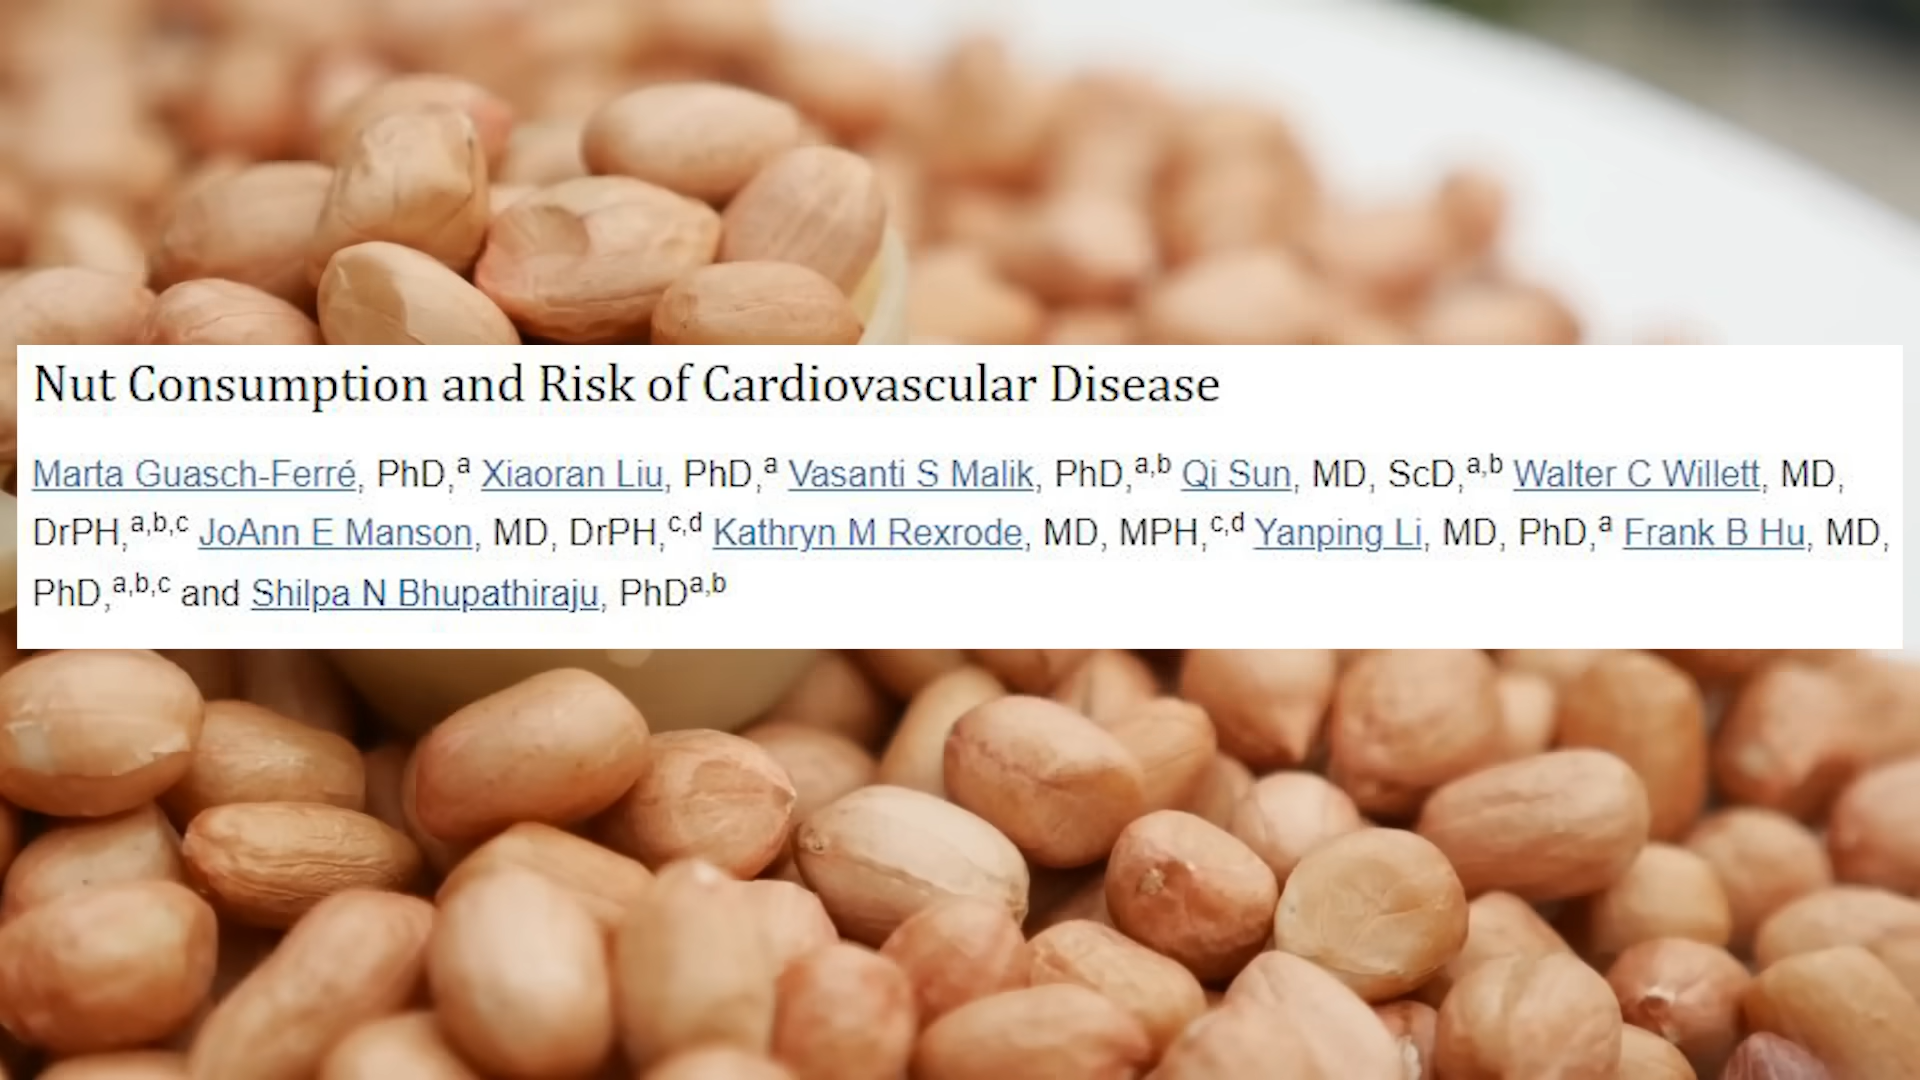 Nut Consumption and Risk of Cardiovascular Disease
Marta Guasch-Ferré, PhD,a Xiaoran Liu, PhD,a Vasanti S Malik, PhD,a,b Qi Sun, MD, ScD,a,b Walter C Willett, MD,
DrPH,a,b,c JoAnn E Manson, MD, DrPH,c,d Kathryn M Rexrode, MD, MPH,c,d Yanping Li, MD, PhD,a Frank B Hu, MD,
PhD,a,b,c and Shilpa N Bhupathiraju, PhDa,b